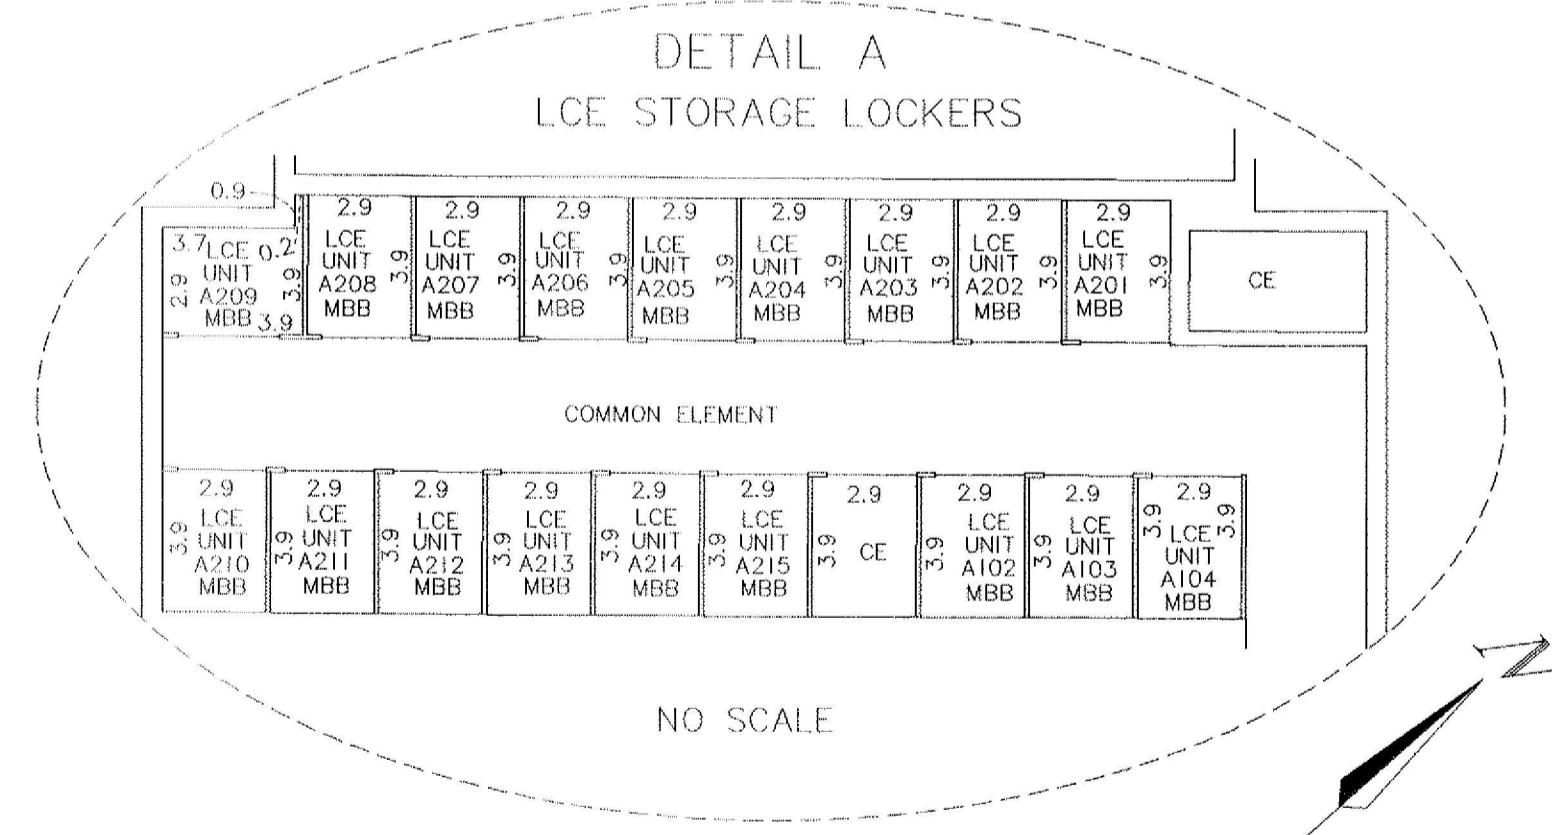 DETAIL A
LCE STORAGE LOCKERS
0.9
3.7
LCE
UNIT
A209
MBB
0.2
2.9
3.9
3.9
2.9
LCE
UNIT
A208
MBB
3.9
2.9
LCE
UNIT
A207
MBB
3.9
2.9
LCE
UNIT
A206
MBB
3.9
2.9
LCE
UNIT
A205
MBB
3.9
2.9
LCE
UNIT
A204
MBB
3.9
2.9
LCE
UNIT
A203
MBB
3.9
2.9
LCE
UNIT
A202
MBB
3.9
2.9
LCE
UNIT
A201
MBB
3.9
CE
COMMON ELEMENT
2.9
3.9
LCE
UNIT
A210
MBB
2.9
3.9
LCE
UNIT
A211
MBB
2.9
3.9
LCE
UNIT
A212
MBB
2.9
3.9
LCE
UNIT
A213
MBB
2.9
3.9
LCE
UNIT
A214
MBB
2.9
3.9
LCE
UNIT
A215
MBB
2.9
3.9
CE
2.9
3.9
LCE
UNIT
A102
MBB
2.9
3.9
LCE
UNIT
A103
MBB
2.9
3.9
3.9
LCE
UNIT
A104
MBB
NO SCALE
N